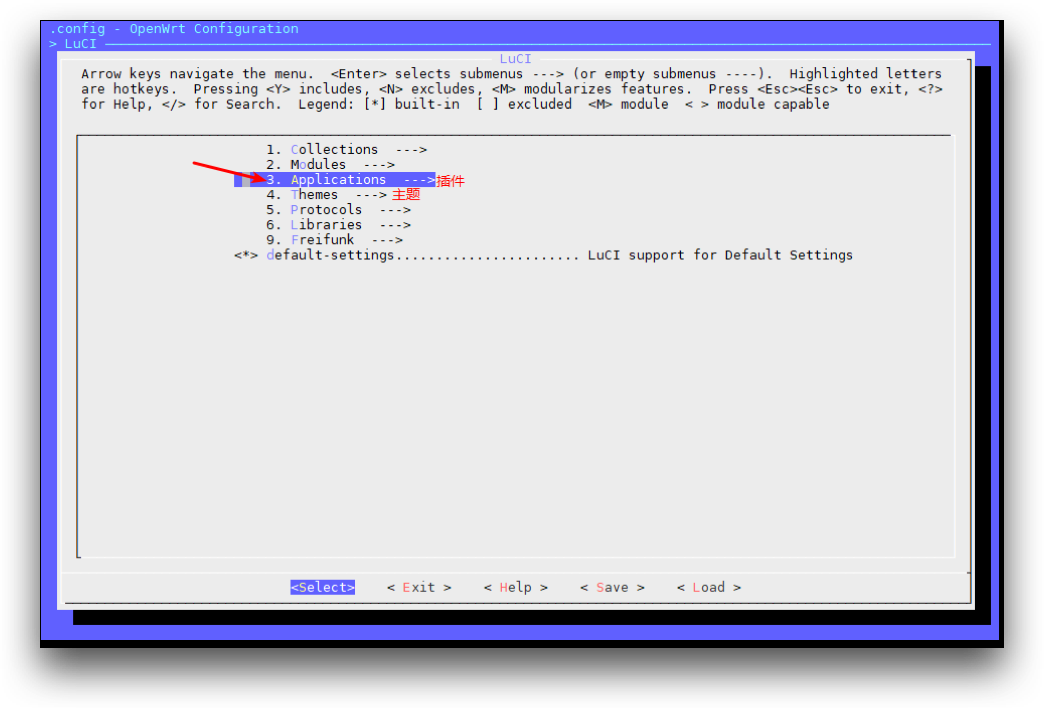 .config - OpenWrt Configuration
> LuCI
LuCI
Arrow keys navigate the menu.  <Enter> selects submenus ---> (or empty submenus ----).  Highlighted letters
are hotkeys.  Pressing <Y> includes, <N> excludes, <M> modularizes features.  Press <Esc><Esc> to exit, <?>
for Help, </> for Search.  Legend: [*] built-in  [ ] excluded  <M> module  < > module capable
1. Collections  --->
2. Modules  --->
3. Applications  --->插件
4. Themes  ---> 主题
5. Protocols  --->
6. Libraries  --->
9. Freifunk  --->
<*> default-settings....................... LuCI support for Default Settings
<Select>    < Exit >    < Help >    < Save >    < Load >